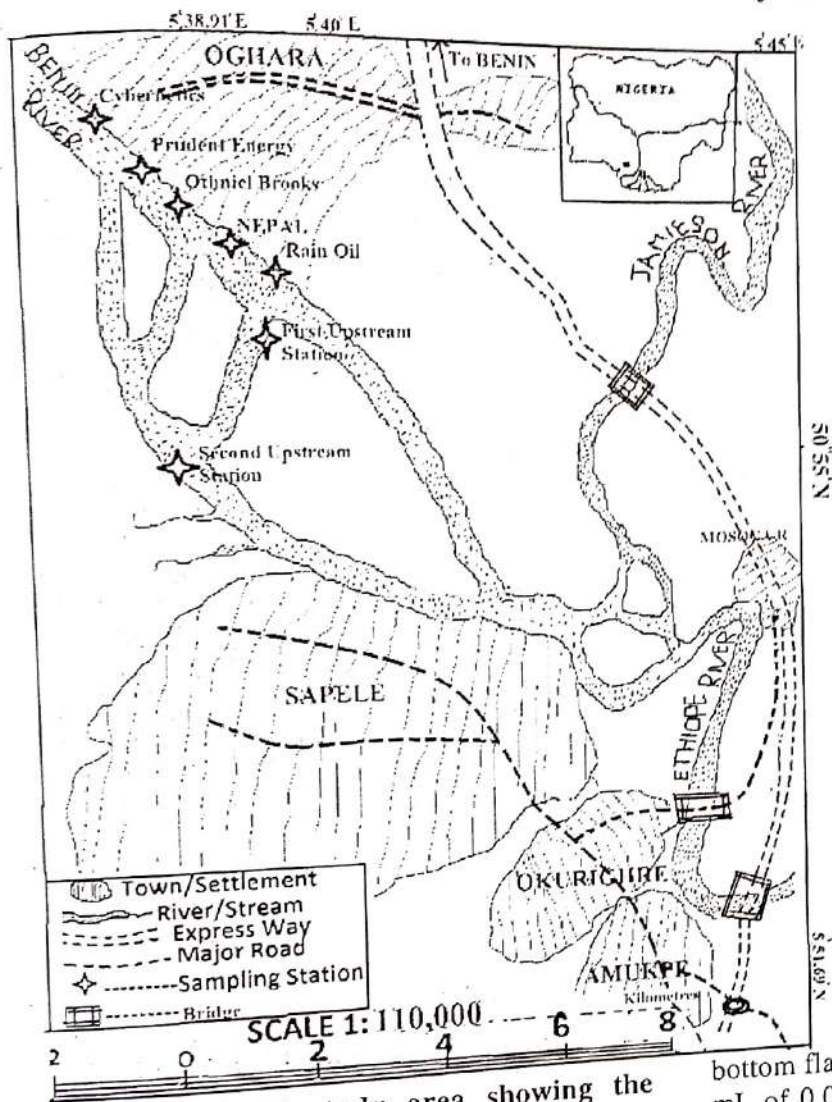 5 38.91'E
5 40' E
5 45' E
OGHARA
To BENIN
NIGERIA
BENIN
RIVER
Cybernetics
Prudent Energy
Othniel Brooks
NEPAL
Rain Oil
JAMIESON
RIVER
First Upstream
Station
Second Upstream
Station
50°55'N
MOSOGAR
SAPELE
ETHIOPE RIVER
OKURIGHRE
AMUKPE
Kilometres
5 51.69'N
Town/Settlement
River/Stream
Express Way
Major Road
Sampling Station
Bridge
SCALE 1: 110,000
2 0 2 4 6 8
area showing the
bottom fla
mL of 0.0